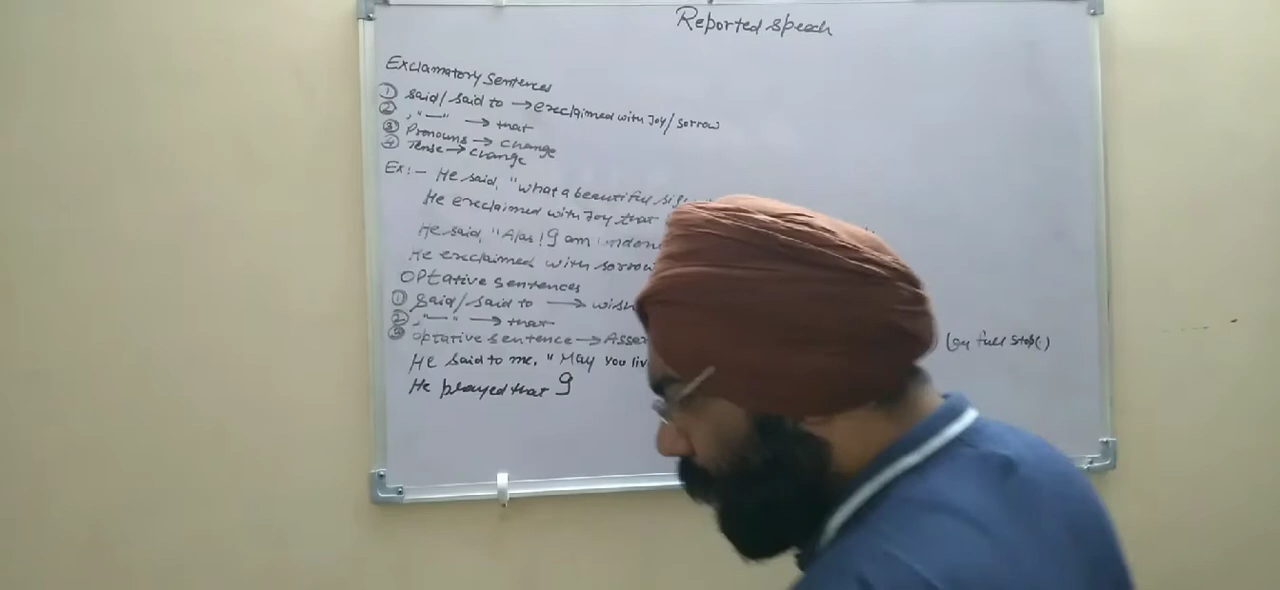 Reported speech
Exclamatory sentences
① said/said to → exclaimed with Joy/sorrow
② , "—" → that
③ Pronouns → change
④ Tense → change
Ex:- He said, "what a beautiful
He exclaimed with Joy that
He said, "Alas! I am
He exclaimed with sorrow
Optative sentences
① said/said to → wish
② , "—" → that
③ optative sentence → Asser by full stop(.)
He said to me, "May you liv
He prayed that I